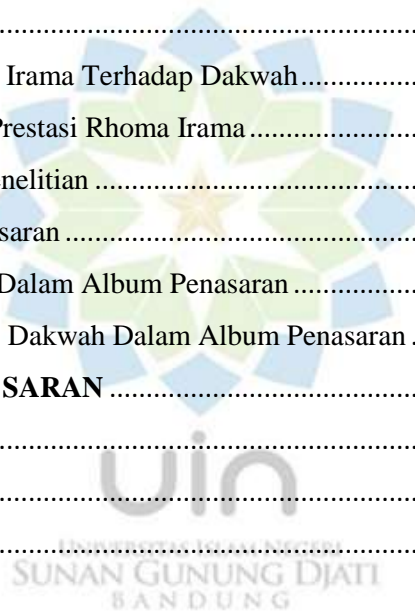 ........................................
Irama Terhadap Dakwah........................
Prestasi Rhoma Irama........................
enelitian ........................................
saran ........................................
Dalam Album Penasaran ........................
Dakwah Dalam Album Penasaran .
SARAN ........................................
........................................
........................................
........................................
uin
UNIVERSITAS ISLAM NEGERI
SUNAN GUNUNG DJATI
BANDUNG